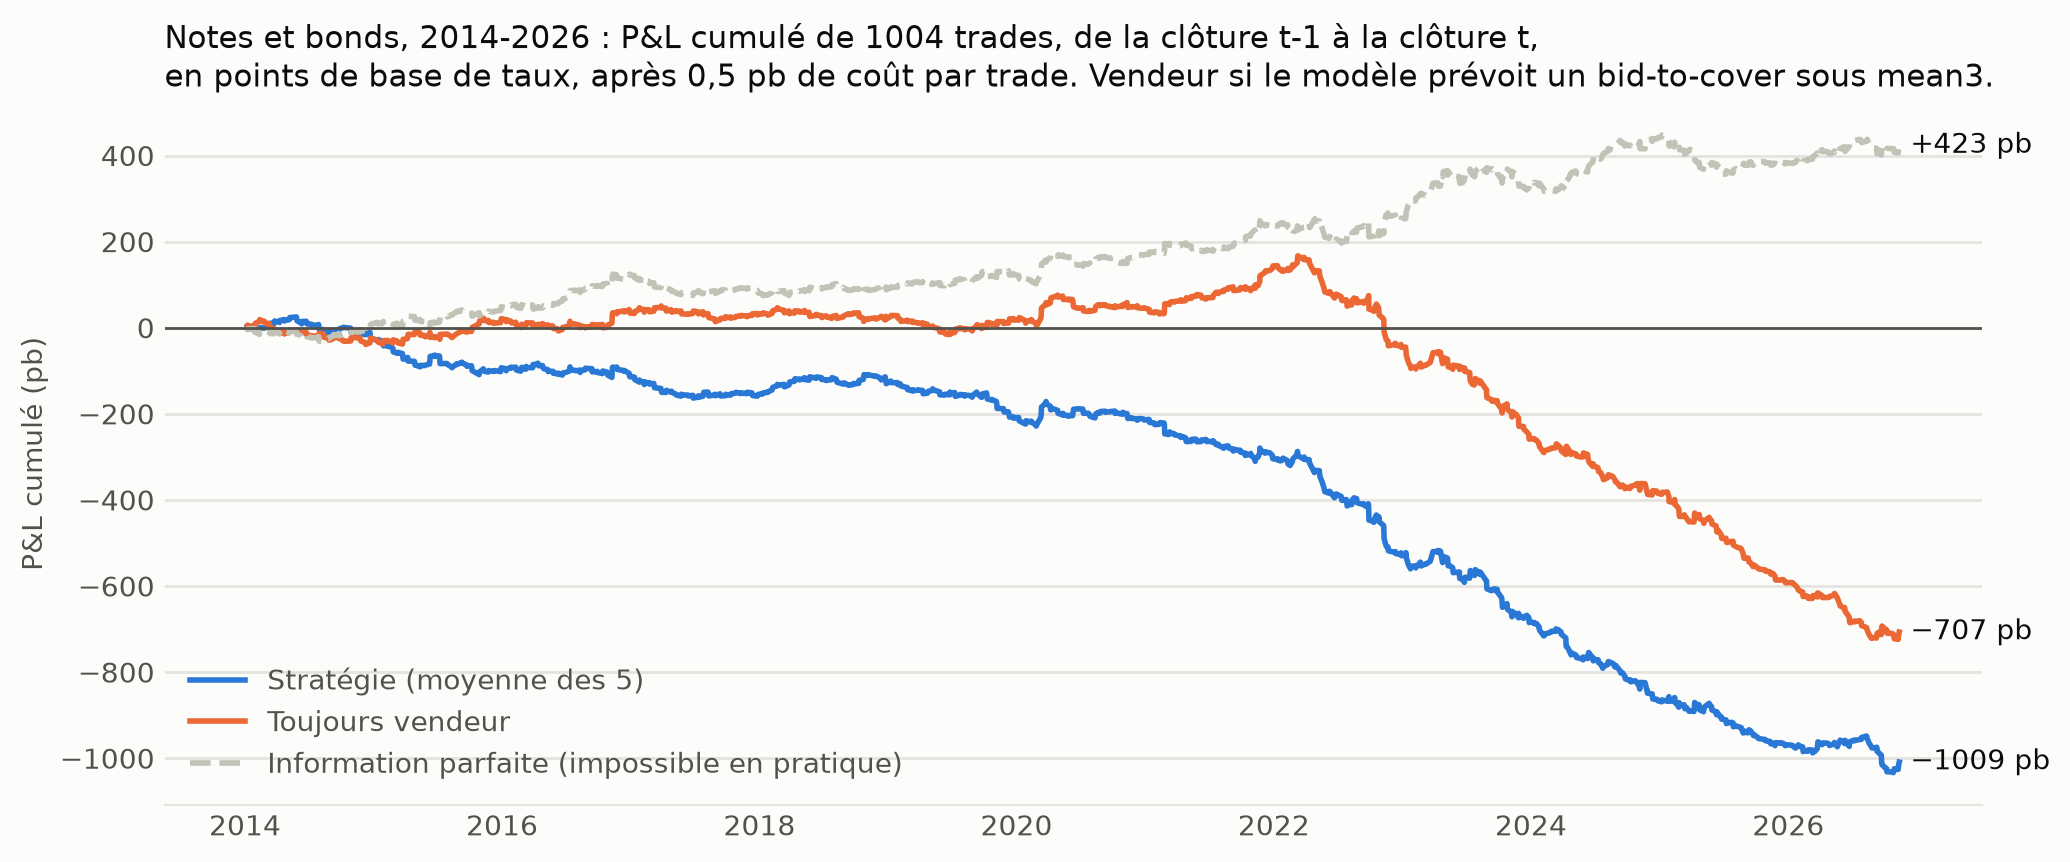 Notes et bonds, 2014-2026 : P&L cumulé de 1004 trades, de la clôture t-1 à la clôture t,
en points de base de taux, après 0,5 pb de coût par trade. Vendeur si le modèle prévoit un bid-to-cover sous mean3.
P&L cumulé (pb)
400
200
0
−200
−400
−600
−800
−1000
+423 pb
−707 pb
−1009 pb
Stratégie (moyenne des 5)
Toujours vendeur
Information parfaite (impossible en pratique)
2014 2016 2018 2020 2022 2024 2026